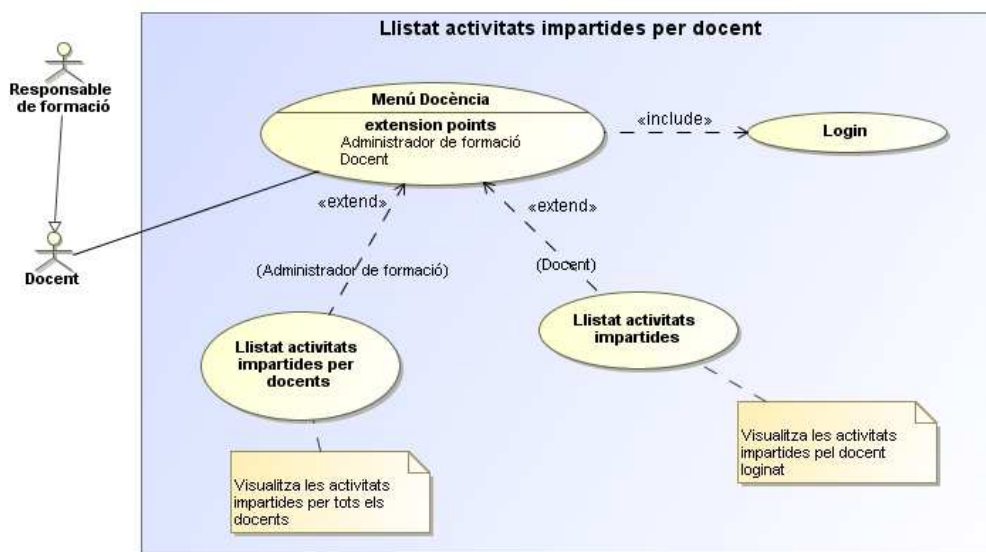 Llistat activitats impartides per docent
Responsable
de formació
Menú Docència
extension points
Administrador de formació
Docent
«include»
Login
«extend»
«extend»
Docent
(Administrador de formació)
(Docent)
Llistat activitats
impartides per
docents
Llistat activitats
impartides
Visualitza les activitats
impartides per tots els
docents
Visualitza les activitats
impartides pel docent
loginat